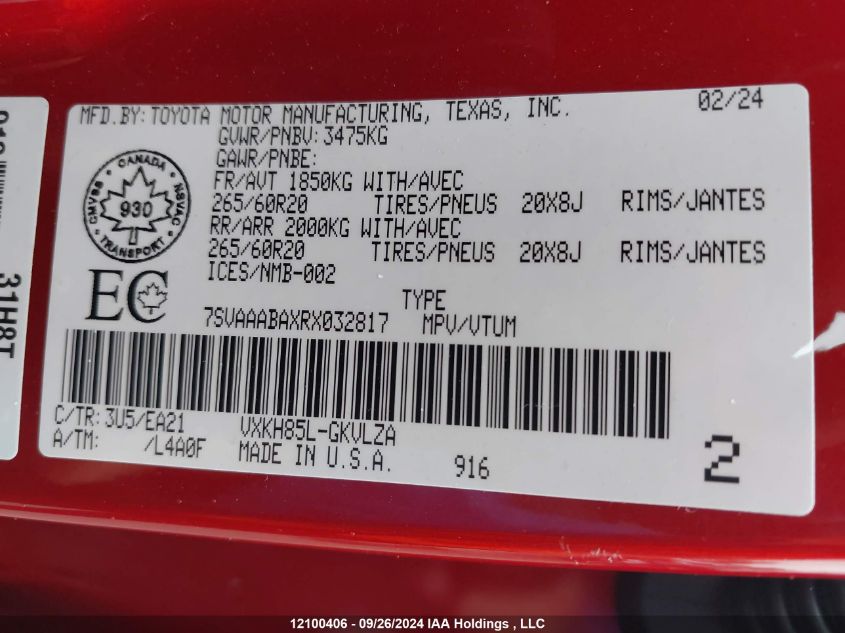 MFD.BY: TOYOTA MOTOR MANUFACTURING, TEXAS, INC. 02/24
GVWR/PNBV: 3475KG
GAWR/PNBE:
FR/AVT 1850KG WITH/AVEC
265/60R20 TIRES/PNEUS 20X8J RIMS/JANTES
RR/ARR 2000KG WITH/AVEC
265/60R20 TIRES/PNEUS 20X8J RIMS/JANTES
ICES/NMB-002
CANADA
CMVSS 930 NSVAC
TRANSPORT
EC
TYPE
7SVAAABAXRX032817 MPV/VTUM
C/TR: 3U5/EA21 VXKH85L-GKVLZA
A/TM: /L4A0F MADE IN U.S.A. 916
2
31H8T
12100406 - 09/26/2024 IAA Holdings , LLC